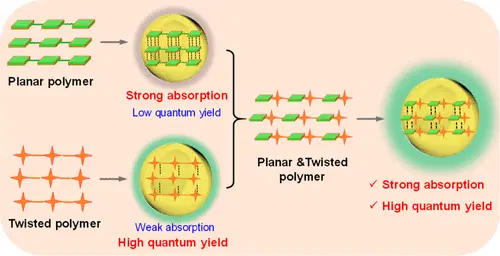 Planar polymer
Strong absorption
Low quantum yield
Twisted polymer
Weak absorption
High quantum yield
Planar &Twisted
polymer
✓ Strong absorption
✓ High quantum yield